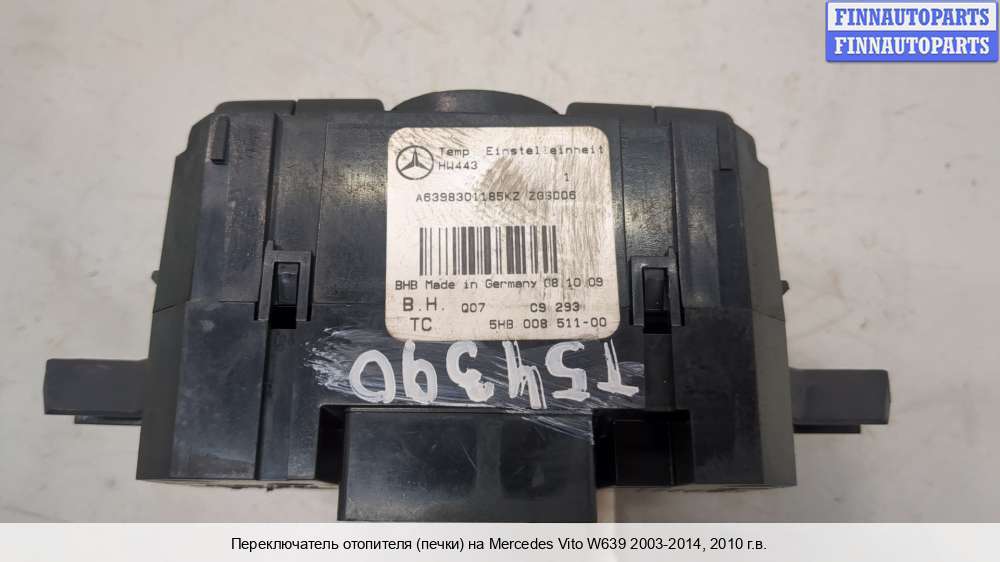 FINNAUTOPARTS
FINNAUTOPARTS
Temp Einstelleinheit
HW443
1
A6398301185KZ ZGS006
BHB Made in Germany 08.10.09
B.H. Q07 C9 293
TC 5HB 008 511-00
T54390
Переключатель отопителя (печки) на Mercedes Vito W639 2003-2014, 2010 г.в.